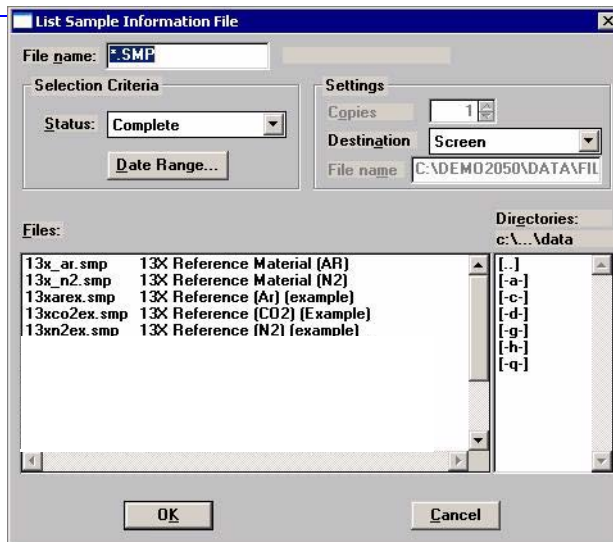 List Sample Information File
File name: *.SMP
Selection Criteria
Status: Complete
Date Range...
Settings
Copies 1
Destination Screen
File name C:\DEMO2050\DATA\FIL
Files:
13x_ar.smp 13X Reference Material (AR)
13x_n2.smp 13X Reference Material (N2)
13xarex.smp 13X Reference (Ar) (example)
13xco2ex.smp 13X Reference (CO2) (Example)
13xn2ex.smp 13X Reference (N2) (example)
Directories:
c:\...\data
[..]
[-a-]
[-c-]
[-d-]
[-g-]
[-h-]
[-q-]
OK
Cancel